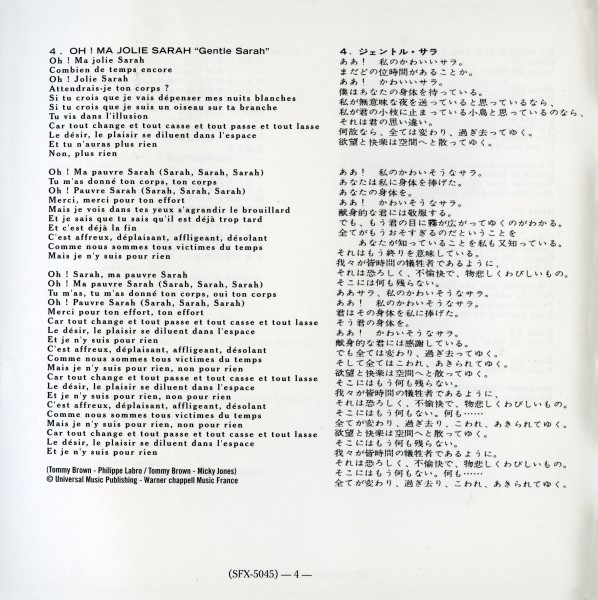 4. OH ! MA JOLIE SARAH "Gentle Sarah"
Oh ! Ma jolie Sarah
Combien de temps encore
Oh ! Jolie Sarah
Attendrais-je ton corps ?
Si tu crois que je vais dépenser mes nuits blanches
Si tu crois que je suis un oiseau sur ta branche
Tu vis dans l'illusion
Car tout change et tout casse et tout passe et tout lasse
Le désir, le plaisir se diluent dans l'espace
Et tu n'auras plus rien
Non, plus rien
Oh ! Ma pauvre Sarah (Sarah, Sarah, Sarah)
Tu m'as donné ton corps, ton corps
Oh ! Pauvre Sarah (Sarah, Sarah, Sarah)
Merci, merci pour ton effort
Mais je vois dans tes yeux s'agrandir le brouillard
Et je sais que tu sais qu'il est déjà trop tard
Et c'est déjà la fin
C'est affreux, déplaisant, affligeant, désolant
Comme nous sommes tous victimes du temps
Mais je n'y suis pour rien
Oh ! Sarah, ma pauvre Sarah
Oh ! Ma pauvre Sarah (Sarah, Sarah, Sarah)
Tu m'as, tu m'as donné ton corps, oui ton corps
Oh ! Pauvre Sarah (Sarah, Sarah, Sarah)
Merci pour ton effort, ton effort
Car tout change et tout passe et tout casse et tout lasse
Le désir, le plaisir se diluent dans l'espace
Et je n'y suis pour rien
C'est affreux, déplaisant, affligeant, désolant
Comme nous sommes tous victimes du temps
Mais je n'y suis pour rien, non pour rien
Car tout change et tout passe et tout casse et tout lasse
Le désir, le plaisir se diluent dans l'espace
Et je n'y suis pour rien, non pour rien
C'est affreux, déplaisant, affligeant, désolant
Comme nous sommes tous victimes du temps
Mais je n'y suis pour rien, non pour rien
Car tout change et tout passe et tout casse et tout lasse
Le désir, le plaisir se diluent dans l'espace
Et je n'y suis pour rien
(Tommy Brown - Philippe Labro / Tommy Brown - Micky Jones)
© Universal Music Publishing - Warner chappell Music France
4. ジェントル・サラ
ああ！ 私のかわいいサラ。
まだどの位時間があることか。
ああ！ かわいいサラ。
僕はあなたの身体を待っている。
私が無意味な夜を送っていると思っているなら、
私が君の小枝に止まっている小鳥と思っているのなら、
それは君の思い違い。
何故なら、全ては変わり、過ぎ去ってゆく。
欲望と快楽は空間へと散ってゆく。
ああ！ 私のかわいそうなサラ。
あなたは私に身体を捧げた。
あなたの身体を。
ああ！ かわいそうなサラ。
献身的な君には敬服する。
でも、もう君の目に霧が広がってゆくのがわかる。
全てがもうおそすぎるのだということを
あなたが知っていることを私も又知っている。
それはもう終りを意味している。
我々が皆時間の犠牲者であるように、
それは恐ろしく、不愉快で、物悲しくわびしいもの。
そこには何も残らない。
ああサラ、私のかわいそうなサラ。
ああ！ 私のかわいそうなサラ。
君はその身体を私に捧げた。
そう君の身体を。
ああ！ かわいそうなサラ。
献身的な君には感謝している。
でも全ては変わり、過ぎ去ってゆく。
そして全てはこわれ、あきられてゆく。
欲望と快楽は空間へと散ってゆく。
そこにはもう何も残らない。
我々が皆時間の犠牲者であるように、
それは恐ろしく、不愉快で、物悲しくわびしいもの。
そこにはもう何もない。何も……
全てが変わり、過ぎ去り、こわれ、あきられてゆく。
欲望と快楽は空間へと散ってゆく。
そこにはもう何も残らない。
我々が皆時間の犠牲者であるように。
それは恐ろしく、不愉快で、物悲しくわびしいもの。
そこにはもう何もない。何も……
全てが変わり、過ぎ去り、こわれ、あきられてゆく。
(SFX-5045) — 4 —